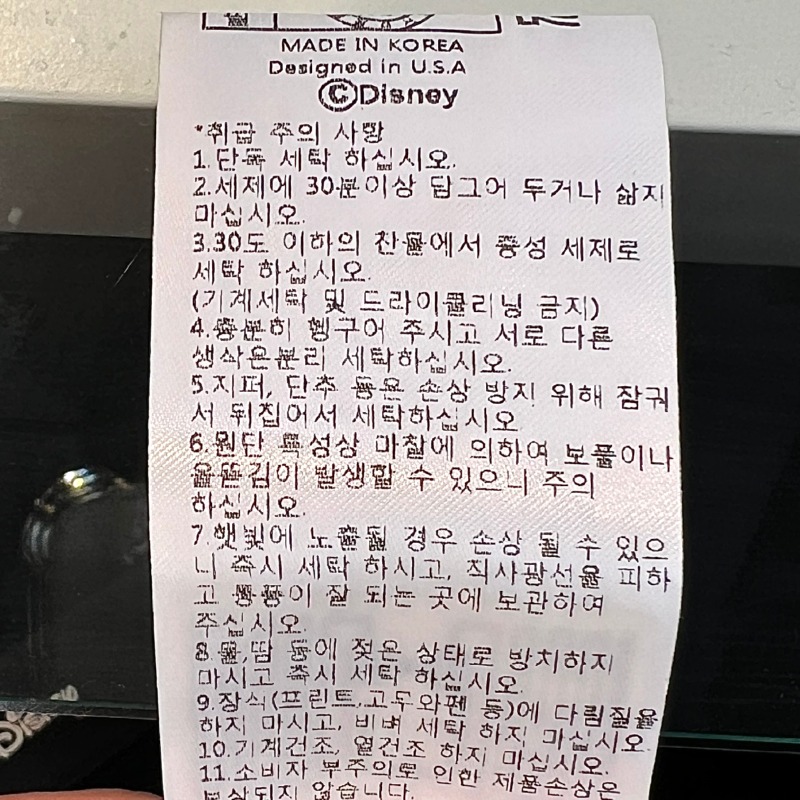 MADE IN KOREA
Designed in U.S.A
©Disney
*취급 주의 사항
1.단독 세탁 하십시오.
2.세제에 30분이상 담그어 두거나 삶지
마십시오.
3.30도 이하의 찬물에서 중성 세제로
세탁 하십시오.
(기계세탁 및 드라이클리닝 금지)
4.충분히 헹구어 주시고 서로 다른
생삭은분리 세탁하십시오.
5.지퍼, 단추 등은 손상 방지 위해 잠궈
서 뒤집어서 세탁하십시오
6.원단 특성상 마찰에 의하여 보풀이나
올뜯김이 발생할 수 있으니 주의
하십시오.
7.햇빛에 노출될 경우 손상 될 수 있으
니 즉시 세탁 하시고, 직사광선을 피하
고 통풍이 잘 되는 곳에 보관하여
주십시오.
8.물,땀 등에 젖은 상태로 방치하지
마시고 즉시 세탁 하십시오.
9.장식(프린트,고무와펜 등)에 다림질을
하지 마시고, 비벼 세탁 하지 마십시오.
10.기계건조, 열건조 하지 마십시오.
11.소비자 부주의로 인한 제품손상은
보상되지 않습니다.